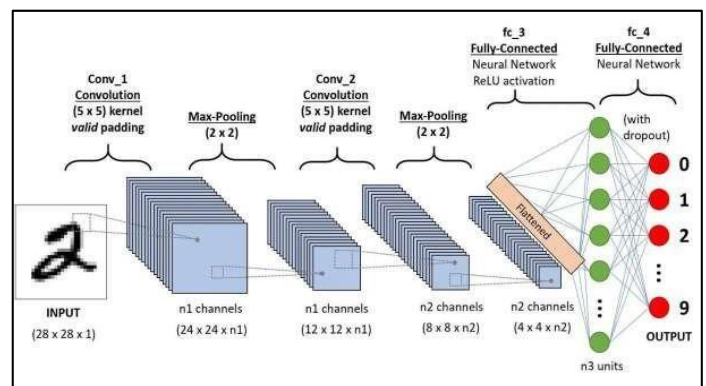 fc_3
Fully-Connected
Neural Network
ReLU activation
fc_4
Fully-Connected
Neural Network
Conv_1
Convolution
(5 x 5) kernel
valid padding
Max-Pooling
(2 x 2)
Conv_2
Convolution
(5 x 5) kernel
valid padding
Max-Pooling
(2 x 2)
(with
dropout)
Flattened
0
1
2
9
2
INPUT
(28 x 28 x 1)
n1 channels
(24 x 24 x n1)
n1 channels
(12 x 12 x n1)
n2 channels
(8 x 8 x n2)
n2 channels
(4 x 4 x n2)
OUTPUT
n3 units